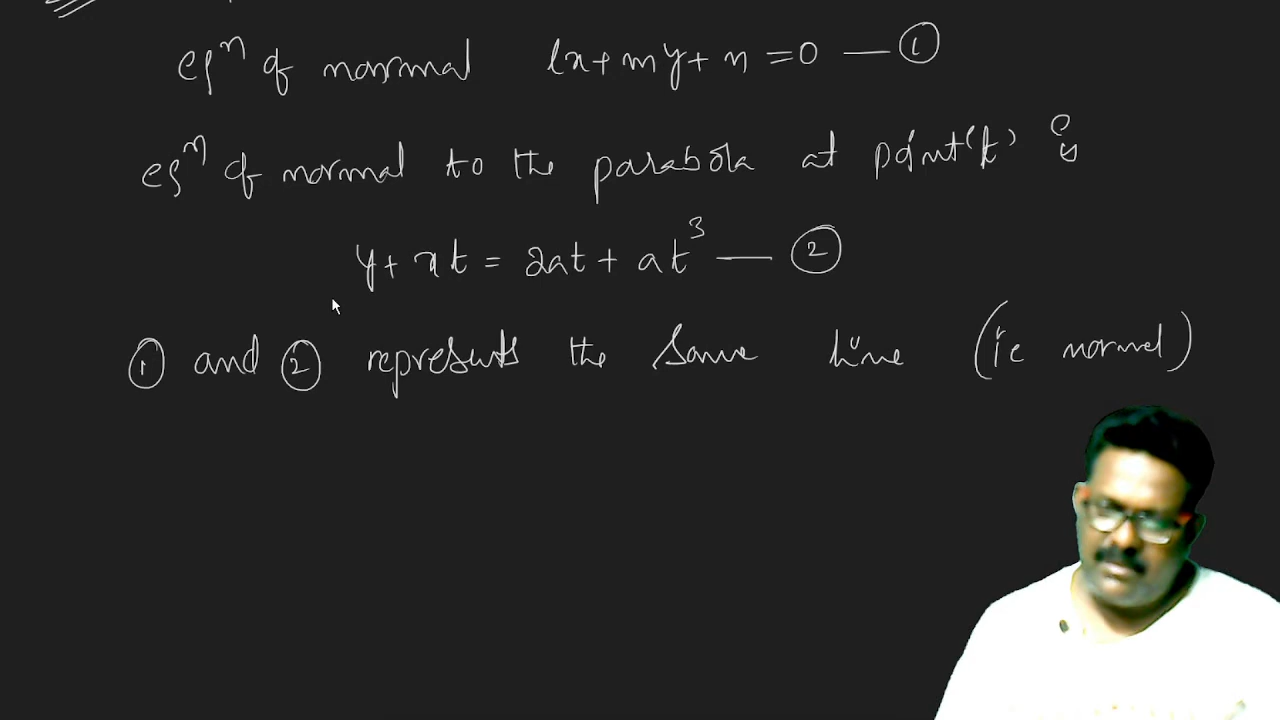 eqⁿ of normal lx + my + n = 0 — ①
eqⁿ of normal to the parabola at point 't' is
y + xt = 2at + at³ — ②
① and ② represents the same line (ie normal)